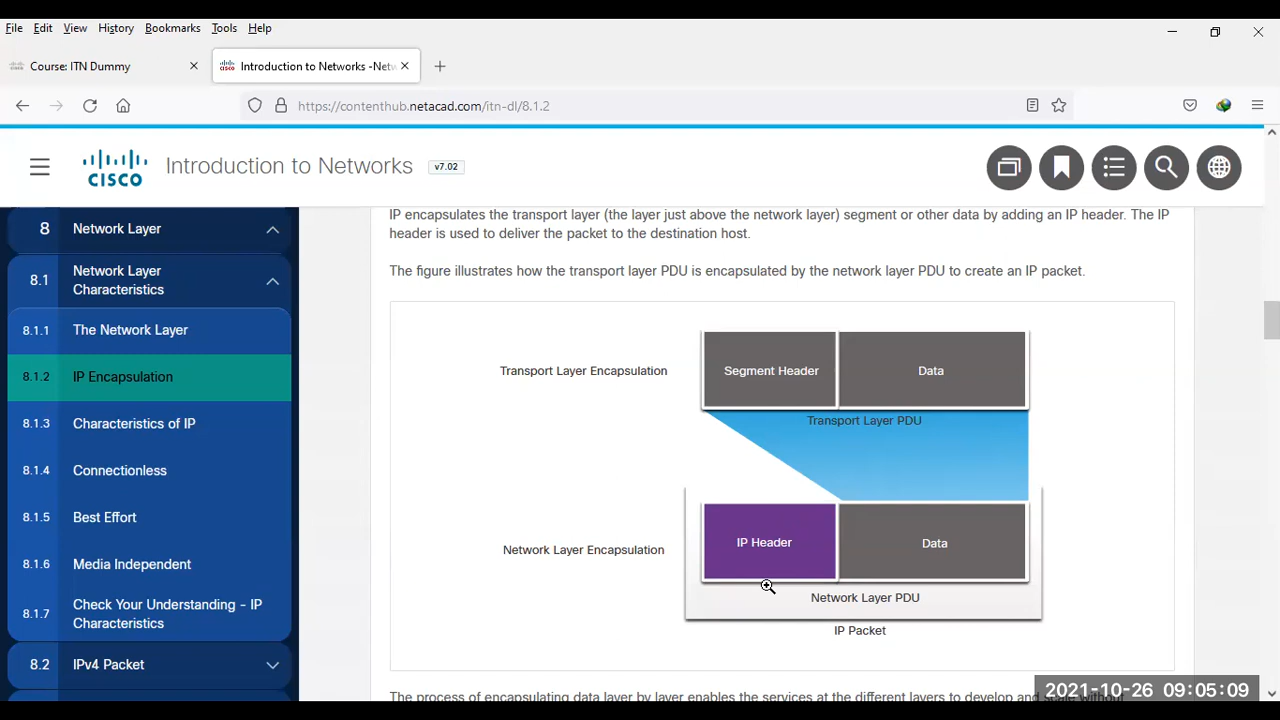 File Edit View History Bookmarks Tools Help
Course: ITN Dummy
Introduction to Networks -Netw
https://contenthub.netacad.com/itn-dl/8.1.2
CISCO
Introduction to Networks
v7.02
8 Network Layer
8.1 Network Layer
Characteristics
8.1.1 The Network Layer
8.1.2 IP Encapsulation
8.1.3 Characteristics of IP
8.1.4 Connectionless
8.1.5 Best Effort
8.1.6 Media Independent
8.1.7 Check Your Understanding - IP
Characteristics
8.2 IPv4 Packet
IP encapsulates the transport layer (the layer just above the network layer) segment or other data by adding an IP header. The IP
header is used to deliver the packet to the destination host.
The figure illustrates how the transport layer PDU is encapsulated by the network layer PDU to create an IP packet.
Transport Layer Encapsulation
Segment Header
Data
Transport Layer PDU
Network Layer Encapsulation
IP Header
Data
Network Layer PDU
IP Packet
The process of encapsulating data layer by layer enables the services at the different layers to develop and scale without
2021-10-26 09:05:09